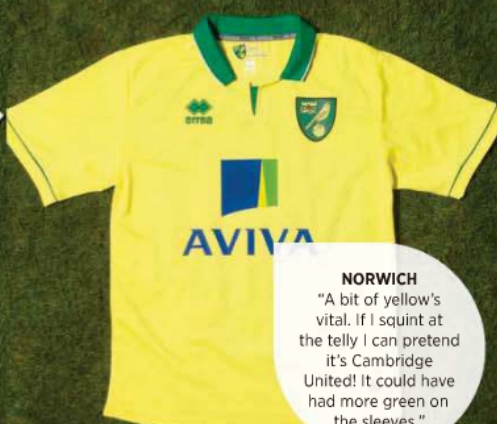 errea
AVIVA
NORWICH
"A bit of yellow's
vital. If I squint at
the telly I can pretend
it's Cambridge
United! It could have
had more green on
the sleeves."